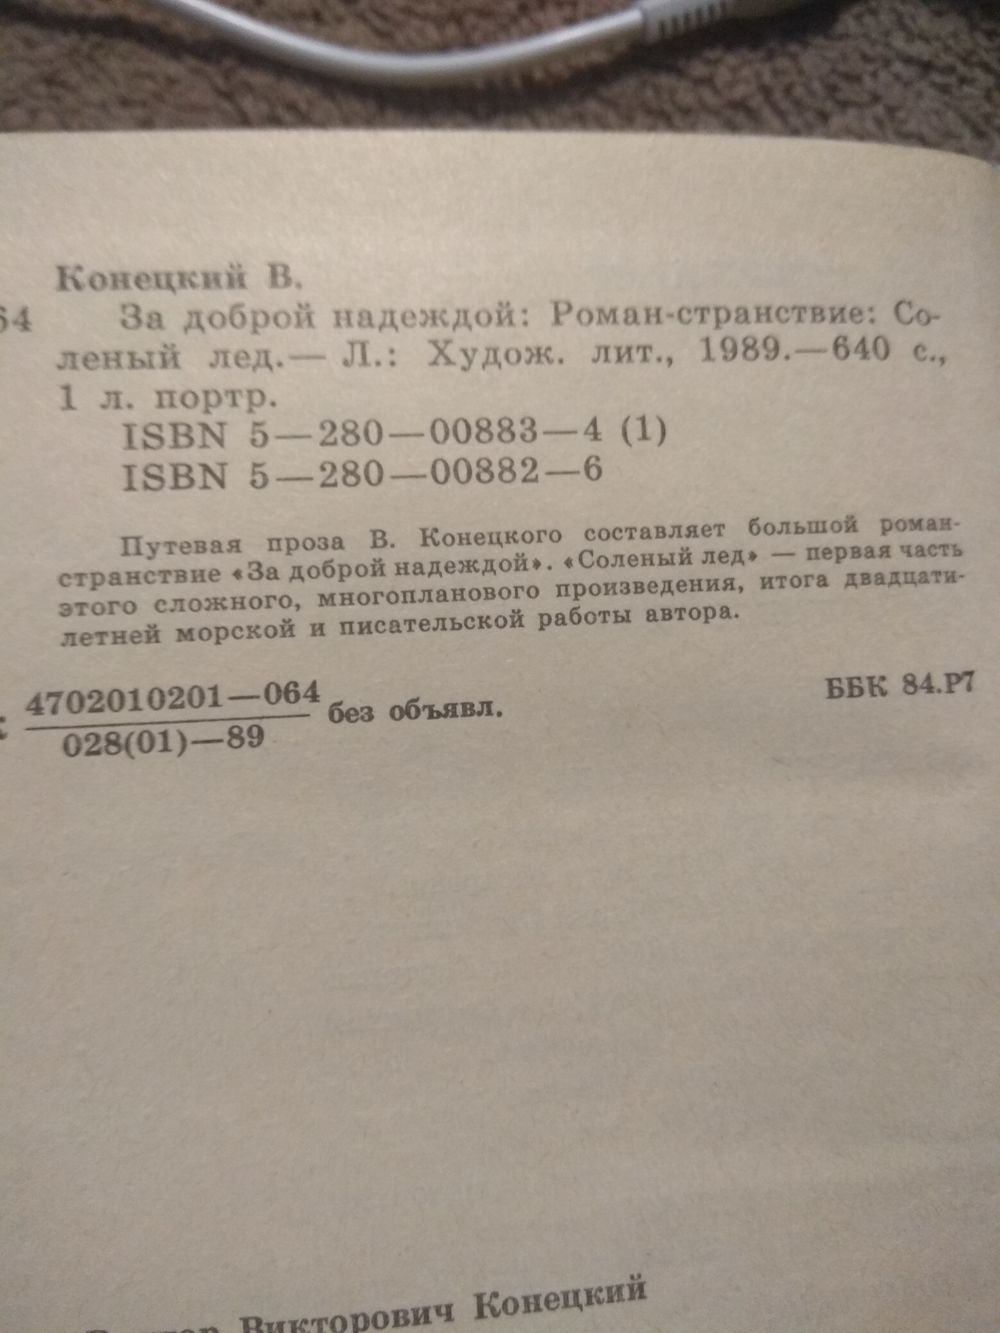 Конецкий В.
64 За доброй надеждой: Роман-странствие: Со-
леный лед.— Л.: Худож. лит., 1989.—640 с.,
1 л. портр.
ISBN 5—280—00883—4 (1)
ISBN 5—280—00882—6
Путевая проза В. Конецкого составляет большой роман-
странствие «За доброй надеждой». «Соленый лед» — первая часть
этого сложного, многопланового произведения, итога двадцати-
летней морской и писательской работы автора.
4702010201—064
028(01)—89
без объявл.
ББК 84.Р7
Викторович Конецкий